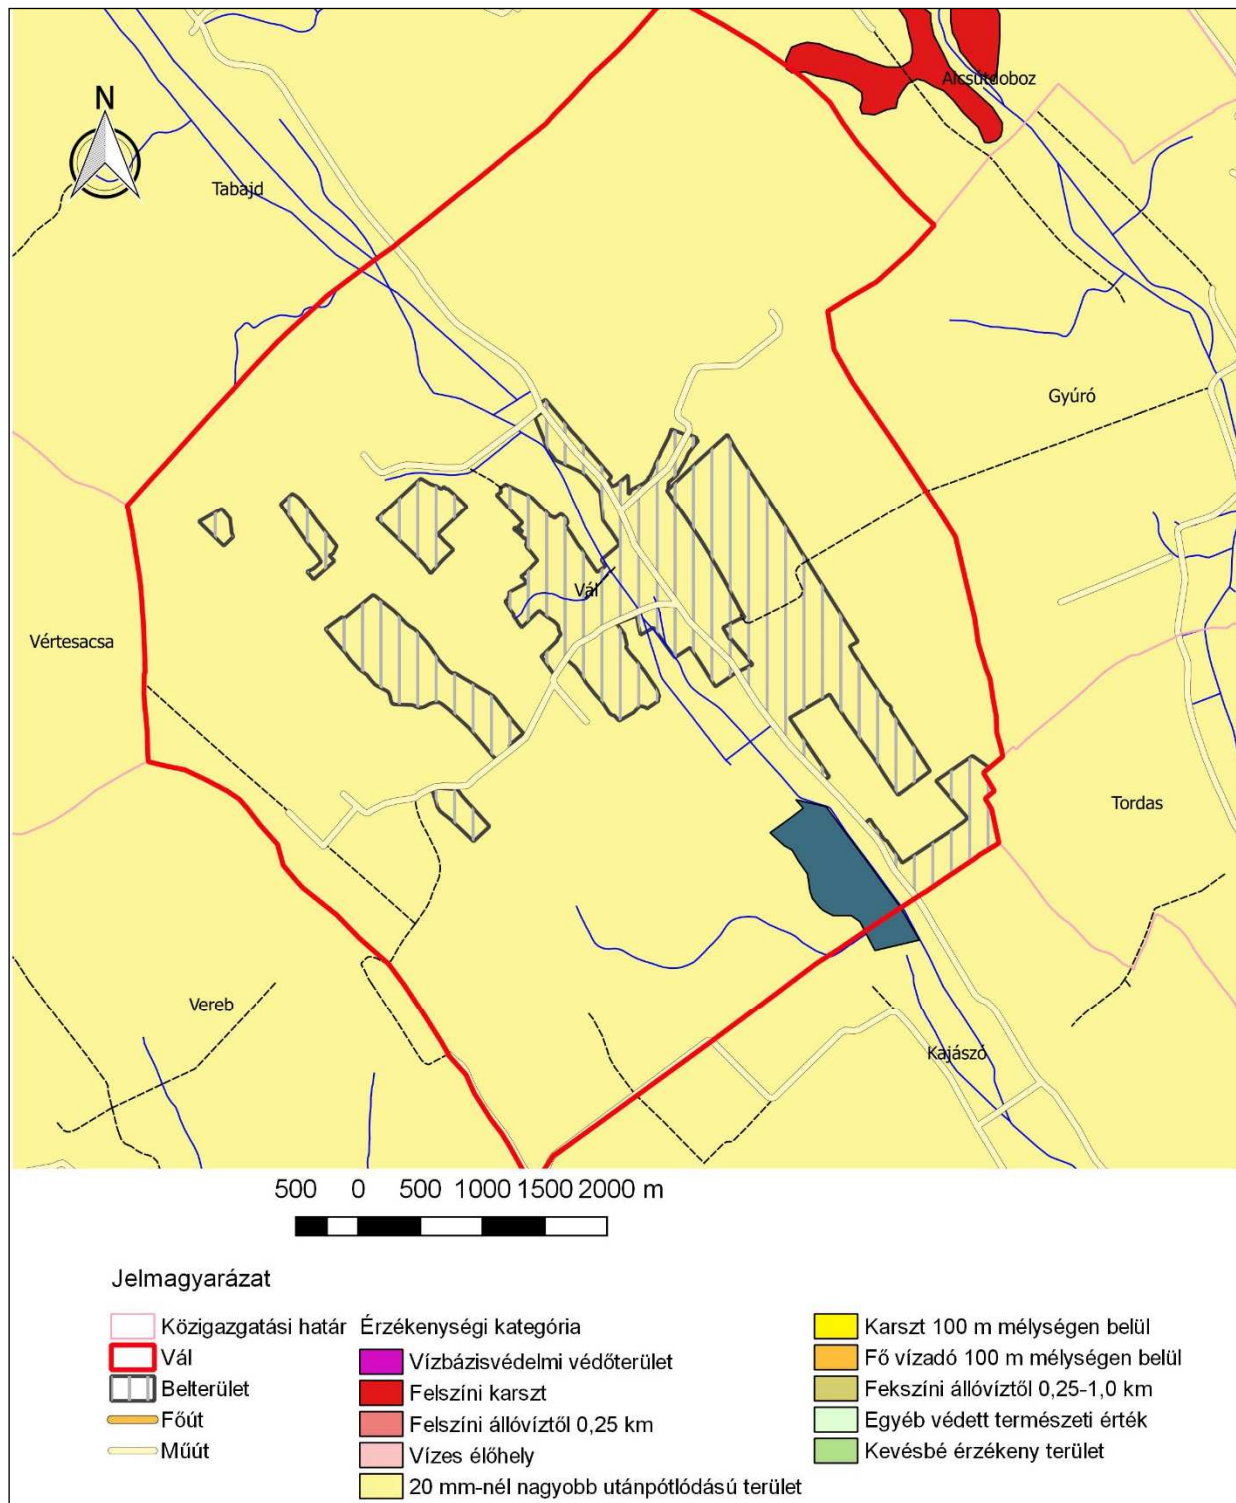 Alcsútdoboz
N
Tabajd
Gyúró
Vál
Vértesacsa
Tordas
Vereb
Kajászó
500 0 500 1000 1500 2000 m
Jelmagyarázat
Közigazgatási határ
Vál
Belterület
Főút
Műút
Érzékenységi kategória
Vízbázisvédelmi védőterület
Felszíni karszt
Felszíni állóvíztől 0,25 km
Vizes élőhely
20 mm-nél nagyobb utánpótlódású terület
Karszt 100 m mélységen belül
Fő vízadó 100 m mélységen belül
Fekszíni állóvíztől 0,25-1,0 km
Egyéb védett természeti érték
Kevésbé érzékeny terület